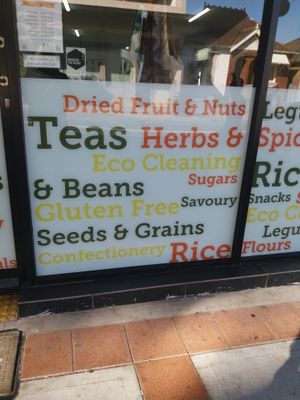 Dried Fruit & Nuts
Legu
Teas Herbs & Spic
Eco Cleaning
Sugars
Ric
& Beans
Gluten Free
Savoury Snacks S
Eco C
Seeds & Grains
Legu
Confectionery
Rice Flours
als